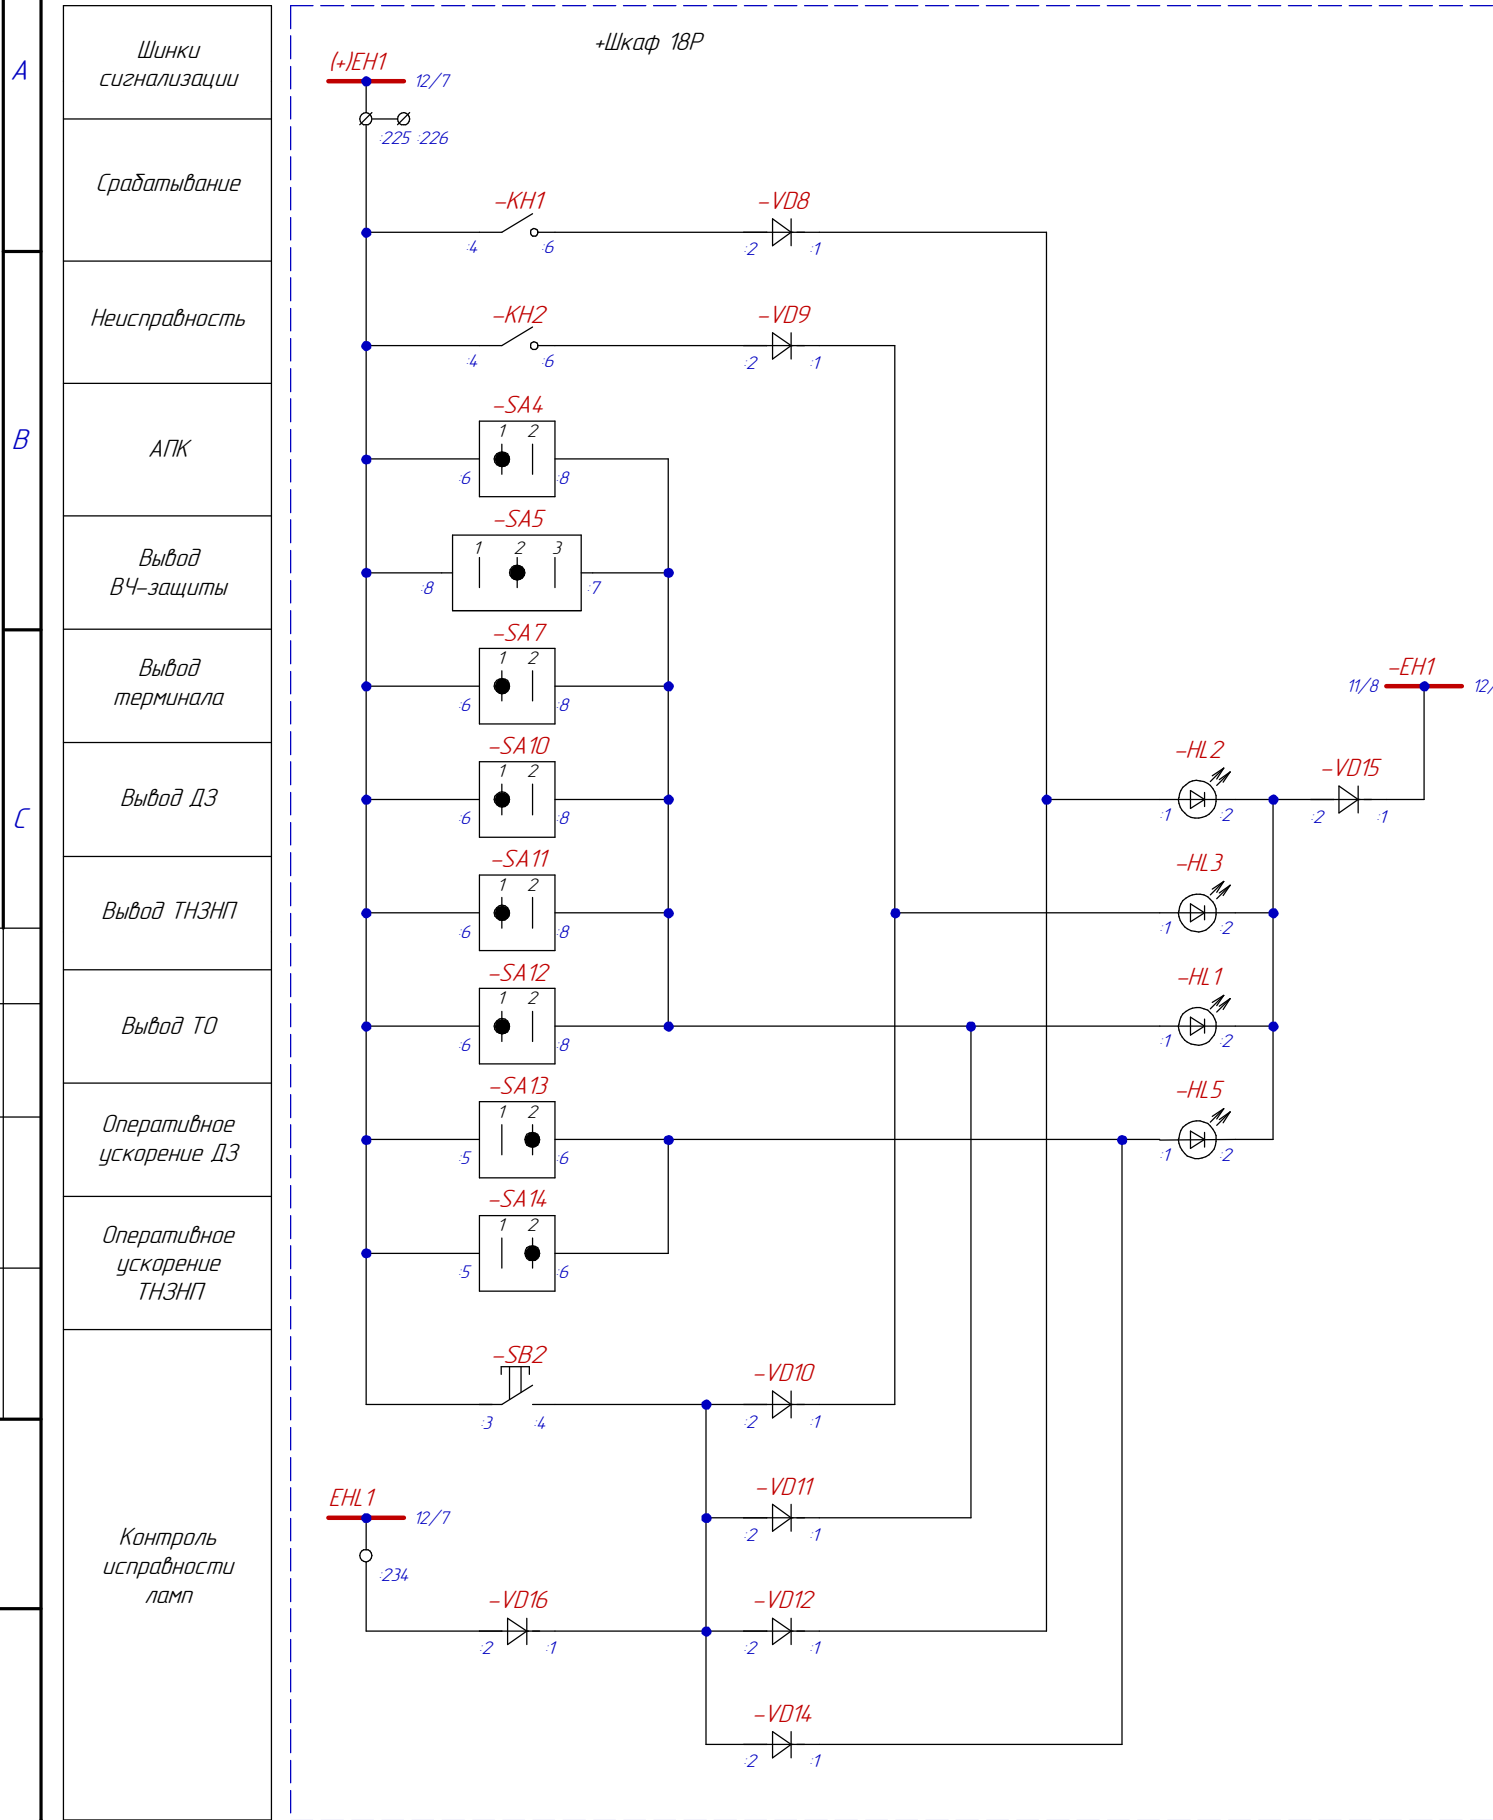 A
B
C
Шинки
сигнализации
Срабатывание
Неисправность
АПК
Вывод
ВЧ-защиты
Вывод
терминала
Вывод ДЗ
Вывод ТНЗНП
Вывод ТО
Оперативное
ускорение ДЗ
Оперативное
ускорение
ТНЗНП
Контроль
исправности
ламп
+Шкаф 18Р
(+)EH1
12/7
:225 :226
-KH1
:4 :6
-VD8
:2 :1
-KH2
:4 :6
-VD9
:2 :1
-SA4
1 2
:6 :8
-SA5
1 2 3
:8 :7
-SA7
1 2
:6 :8
-SA10
1 2
:6 :8
-SA11
1 2
:6 :8
-SA12
1 2
:6 :8
-SA13
1 2
:5 :6
-SA14
1 2
:5 :6
-SB2
:3 :4
-VD10
:2 :1
EHL1
12/7
:234
-VD11
:2 :1
-VD16
:2 :1
-VD12
:2 :1
-VD14
:2 :1
-EH1
11/8
12/
-HL2
:1 :2
-VD15
:2 :1
-HL3
:1 :2
-HL1
:1 :2
-HL5
:1 :2